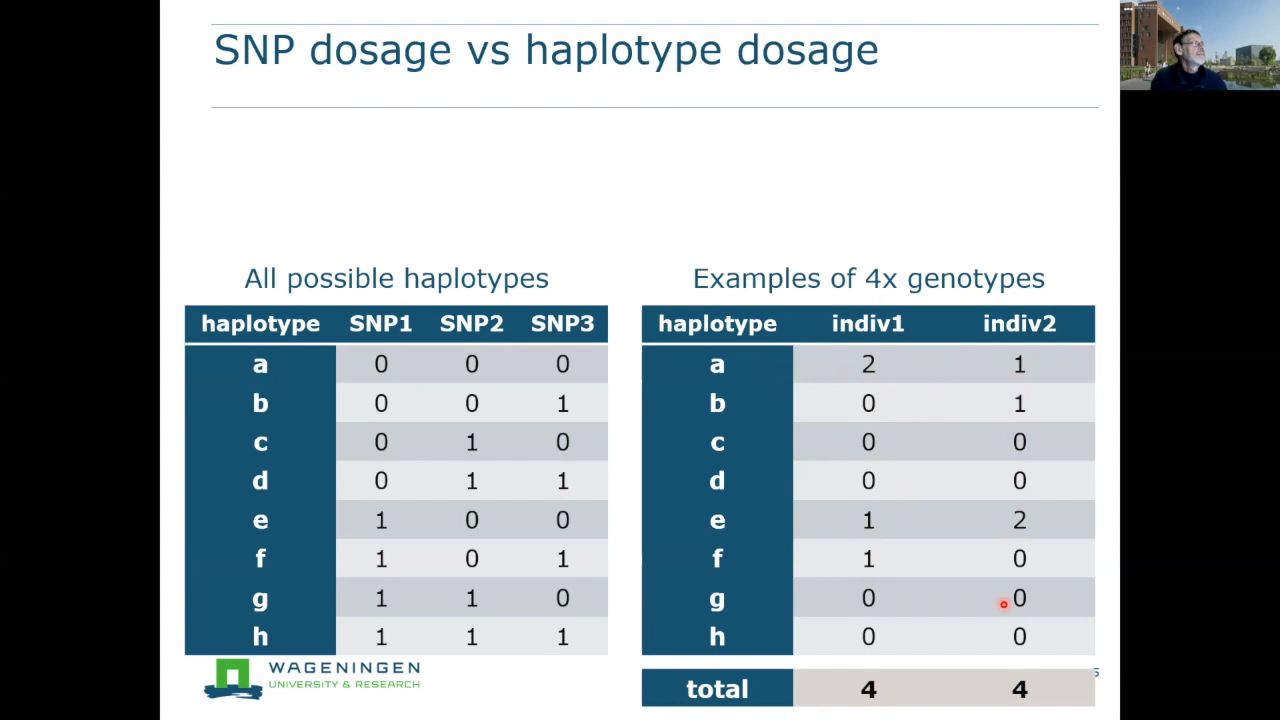 SNP dosage vs haplotype dosage
All possible haplotypes
haplotype SNP1 SNP2 SNP3
a 0 0 0
b 0 0 1
c 0 1 0
d 0 1 1
e 1 0 0
f 1 0 1
g 1 1 0
h 1 1 1
Examples of 4x genotypes
haplotype indiv1 indiv2
a 2 1
b 0 1
c 0 0
d 0 0
e 1 2
f 1 0
g 0 0
h 0 0
total 4 4
WAGENINGEN
UNIVERSITY & RESEARCH